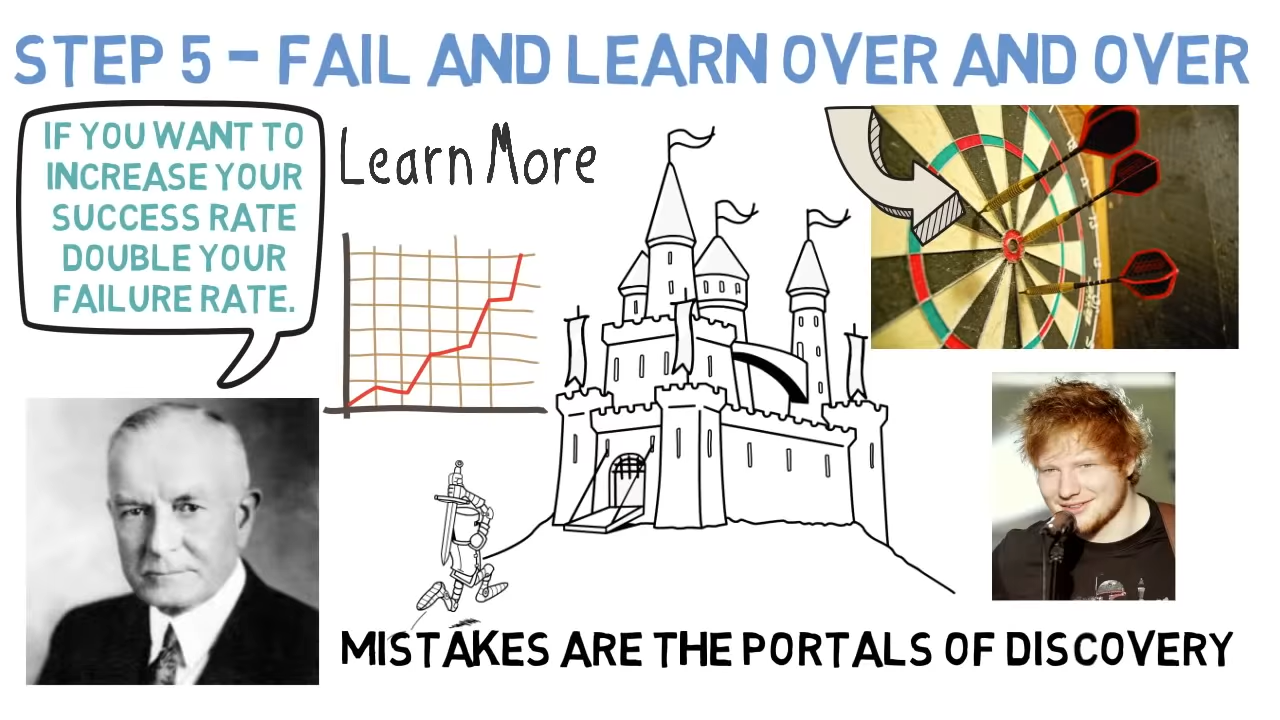 STEP 5 - FAIL AND LEARN OVER AND OVER
IF YOU WANT TO
INCREASE YOUR
SUCCESS RATE
DOUBLE YOUR
FAILURE RATE.
Learn More
MISTAKES ARE THE PORTALS OF DISCOVERY